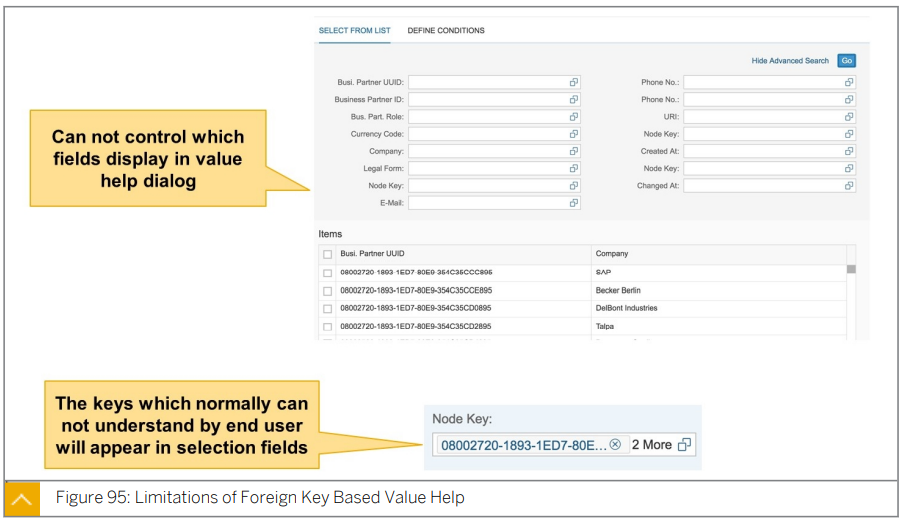 SELECT FROM LIST DEFINE CONDITIONS
Hide Advanced Search Go
Busi. Partner UUID: Phone No.:
Business Partner ID: Phone No.:
Bus. Part. Role: URI:
Currency Code: Node Key:
Company: Created At:
Legal Form: Node Key:
Node Key: Changed At:
E-Mail:
Can not control which
fields display in value
help dialog
Items
Busi. Partner UUID Company
08002720-1893-1ED7-80E9-354C35CCC895 SAP
08002720-1893-1ED7-80E9-354C35CCE895 Becker Berlin
08002720-1893-1ED7-80E9-354C35CD0895 DelBont Industries
08002720-1893-1ED7-80E9-354C35CD2895 Talpa
The keys which normally can
not understand by end user
will appear in selection fields
Node Key:
08002720-1893-1ED7-80E... 2 More
Figure 95: Limitations of Foreign Key Based Value Help